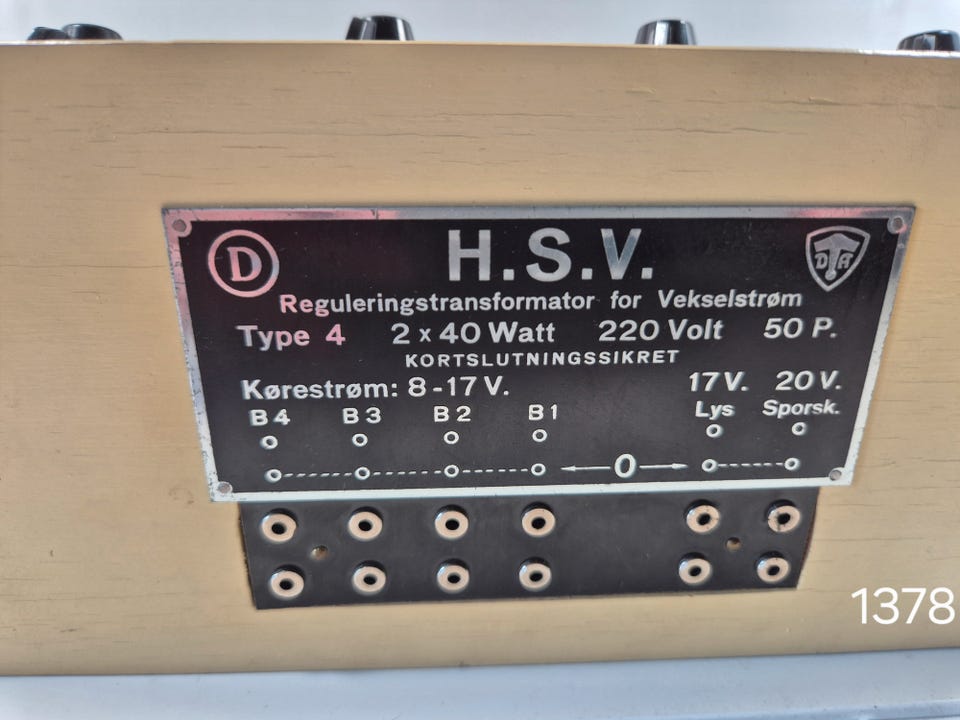 D H.S.V. DTH
Reguleringstransformator for Vekselstrøm
Type 4 2 x 40 Watt 220 Volt 50 P.
KORTSLUTNINGSSIKRET
Kørestrøm: 8-17 V. 17 V. 20 V.
B4 B3 B2 B1 Lys Sporsk.
0
1378